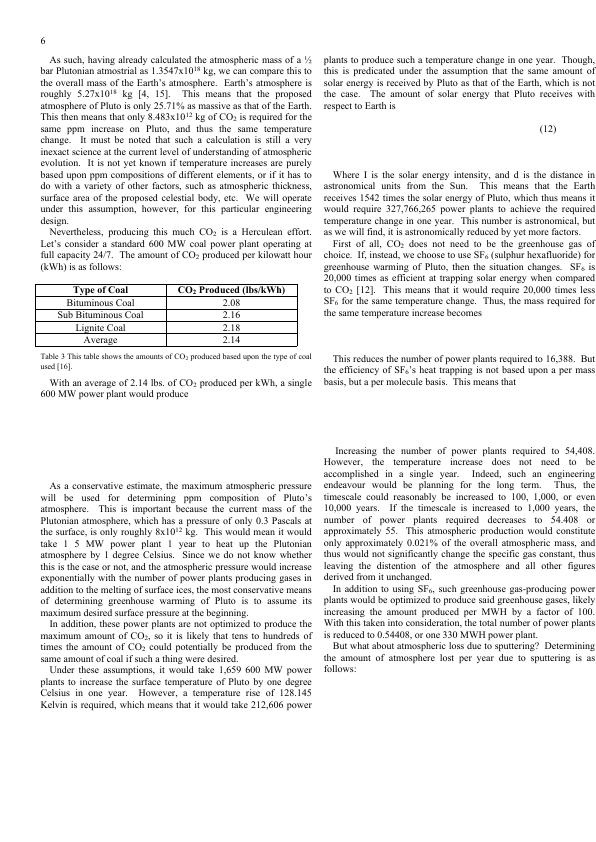 6
As such, having already calculated the atmospheric mass of a ½
bar Plutonian atmostrial as 1.3547x10¹⁸ kg, we can compare this to
the overall mass of the Earth's atmosphere. Earth's atmosphere is
roughly 5.27x10¹⁸ kg [4, 15]. This means that the proposed
atmosphere of Pluto is only 25.71% as massive as that of the Earth.
This then means that only 8.483x10¹² kg of CO₂ is required for the
same ppm increase on Pluto, and thus the same temperature
change. It must be noted that such a calculation is still a very
inexact science at the current level of understanding of atmospheric
evolution. It is not yet known if temperature increases are purely
based upon ppm compositions of different elements, or if it has to
do with a variety of other factors, such as atmospheric thickness,
surface area of the proposed celestial body, etc. We will operate
under this assumption, however, for this particular engineering
design.
Nevertheless, producing this much CO₂ is a Herculean effort.
Let's consider a standard 600 MW coal power plant operating at
full capacity 24/7. The amount of CO₂ produced per kilowatt hour
(kWh) is as follows:
Type of Coal CO₂ Produced (lbs/kWh)
Bituminous Coal 2.08
Sub Bituminous Coal 2.16
Lignite Coal 2.18
Average 2.14
Table 3 This table shows the amounts of CO₂ produced based upon the type of coal
used [16].
With an average of 2.14 lbs. of CO₂ produced per kWh, a single
600 MW power plant would produce
As a conservative estimate, the maximum atmospheric pressure
will be used for determining ppm composition of Pluto's
atmosphere. This is important because the current mass of the
Plutonian atmosphere, which has a pressure of only 0.3 Pascals at
the surface, is only roughly 8x10¹² kg. This would mean it would
take 1 5 MW power plant 1 year to heat up the Plutonian
atmosphere by 1 degree Celsius. Since we do not know whether
this is the case or not, and the atmospheric pressure would increase
exponentially with the number of power plants producing gases in
addition to the melting of surface ices, the most conservative means
of determining greenhouse warming of Pluto is to assume its
maximum desired surface pressure at the beginning.
In addition, these power plants are not optimized to produce the
maximum amount of CO₂, so it is likely that tens to hundreds of
times the amount of CO₂ could potentially be produced from the
same amount of coal if such a thing were desired.
Under these assumptions, it would take 1,659 600 MW power
plants to increase the surface temperature of Pluto by one degree
Celsius in one year. However, a temperature rise of 128.145
Kelvin is required, which means that it would take 212,606 power
plants to produce such a temperature change in one year. Though,
this is predicated under the assumption that the same amount of
solar energy is received by Pluto as that of the Earth, which is not
the case. The amount of solar energy that Pluto receives with
respect to Earth is
(12)
Where I is the solar energy intensity, and d is the distance in
astronomical units from the Sun. This means that the Earth
receives 1542 times the solar energy of Pluto, which thus means it
would require 327,766,265 power plants to achieve the required
temperature change in one year. This number is astronomical, but
as we will find, it is astronomically reduced by yet more factors.
First of all, CO₂ does not need to be the greenhouse gas of
choice. If, instead, we choose to use SF₆ (sulphur hexafluoride) for
greenhouse warming of Pluto, then the situation changes. SF₆ is
20,000 times as efficient at trapping solar energy when compared
to CO₂ [12]. This means that it would require 20,000 times less
SF₆ for the same temperature change. Thus, the mass required for
the same temperature increase becomes
This reduces the number of power plants required to 16,388. But
the efficiency of SF₆'s heat trapping is not based upon a per mass
basis, but a per molecule basis. This means that
Increasing the number of power plants required to 54,408.
However, the temperature increase does not need to be
accomplished in a single year. Indeed, such an engineering
endeavour would be planning for the long term. Thus, the
timescale could reasonably be increased to 100, 1,000, or even
10,000 years. If the timescale is increased to 1,000 years, the
number of power plants required decreases to 54.408 or
approximately 55. This atmospheric production would constitute
only approximately 0.021% of the overall atmospheric mass, and
thus would not significantly change the specific gas constant, thus
leaving the distention of the atmosphere and all other figures
derived from it unchanged.
In addition to using SF₆, such greenhouse gas-producing power
plants would be optimized to produce said greenhouse gases, likely
increasing the amount produced per MWH by a factor of 100.
With this taken into consideration, the total number of power plants
is reduced to 0.54408, or one 330 MWH power plant.
But what about atmospheric loss due to sputtering? Determining
the amount of atmosphere lost per year due to sputtering is as
follows: